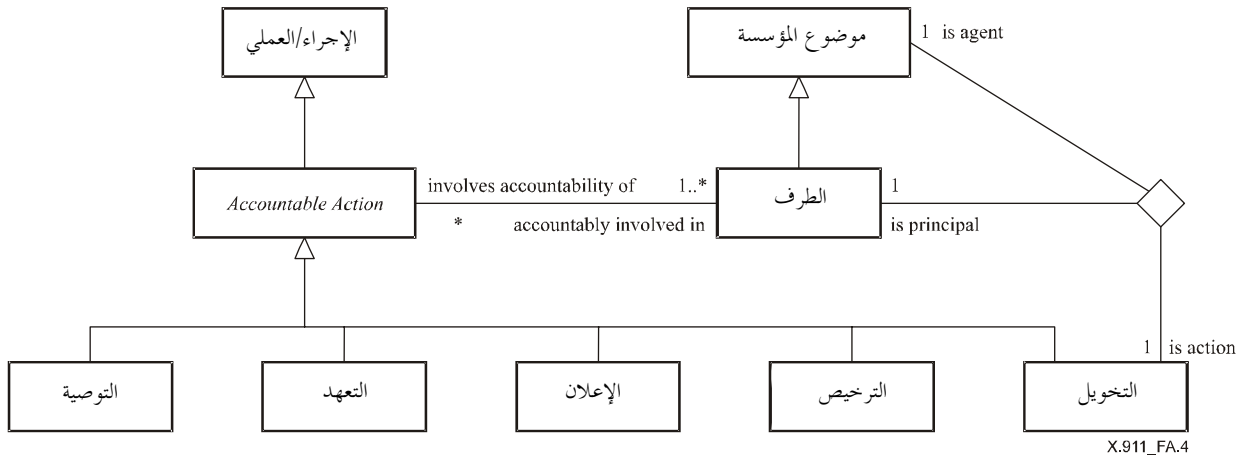 الإجراء/العملي
موضوع المؤسسة
1 is agent
Accountable Action
involves accountability of 1..*
* accountably involved in
الطرف
1
is principal
1 is action
التوصية
التعهد
الإعلان
الترخيص
التخويل
X.911_FA.4